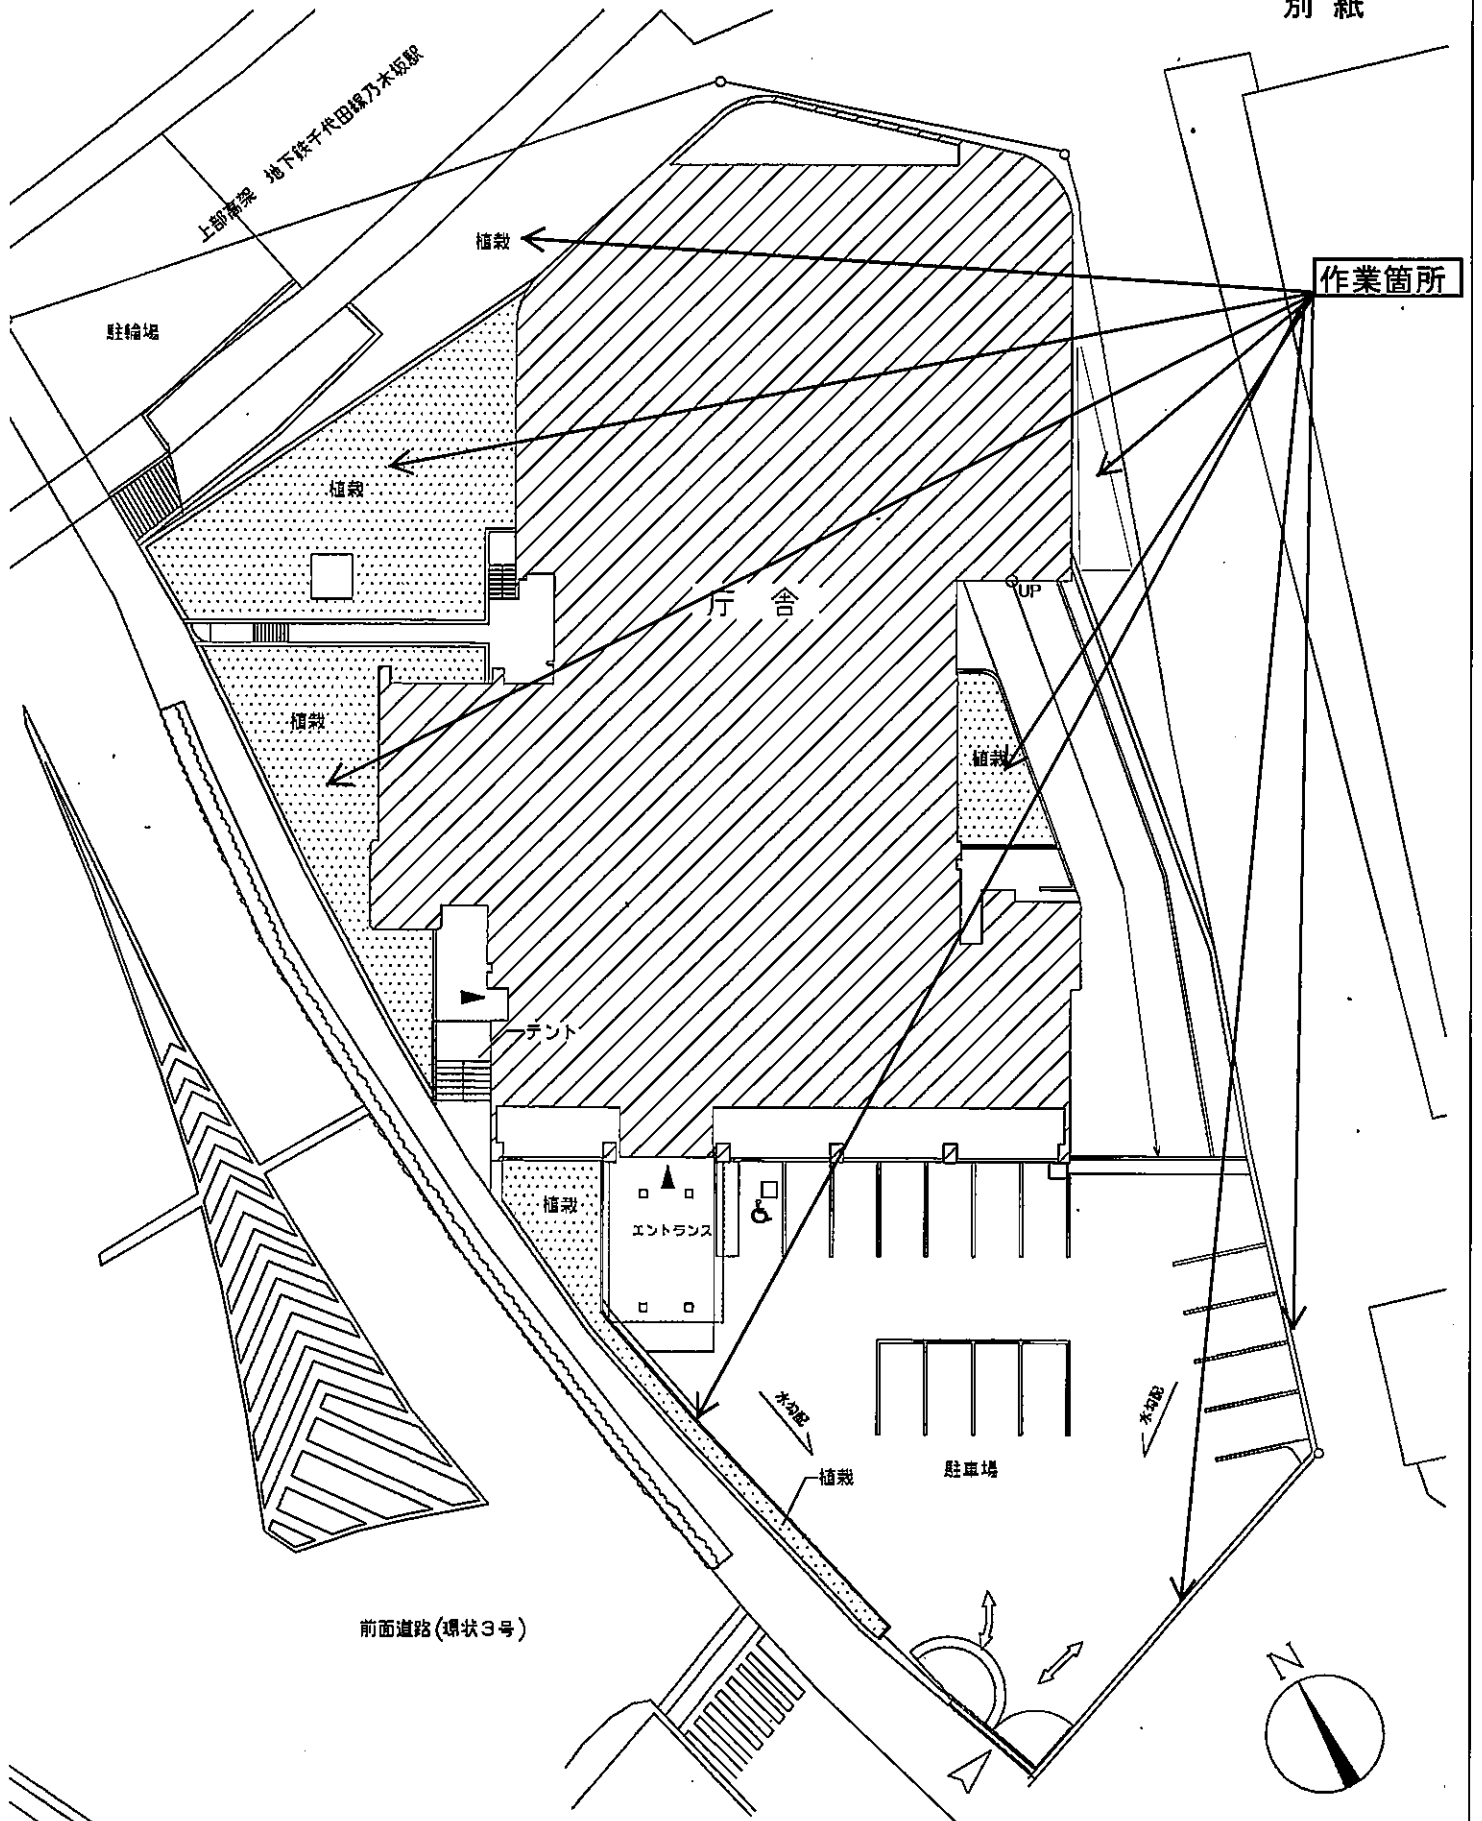 別 紙
上部高架 地下鉄千代田線乃木坂駅
植栽
作業箇所
駐輪場
植栽
庁 舎
UP
植栽
植栽
テント
植栽
エントランス
水勾配
水勾配
植栽
駐車場
前面道路(環状3号)
N